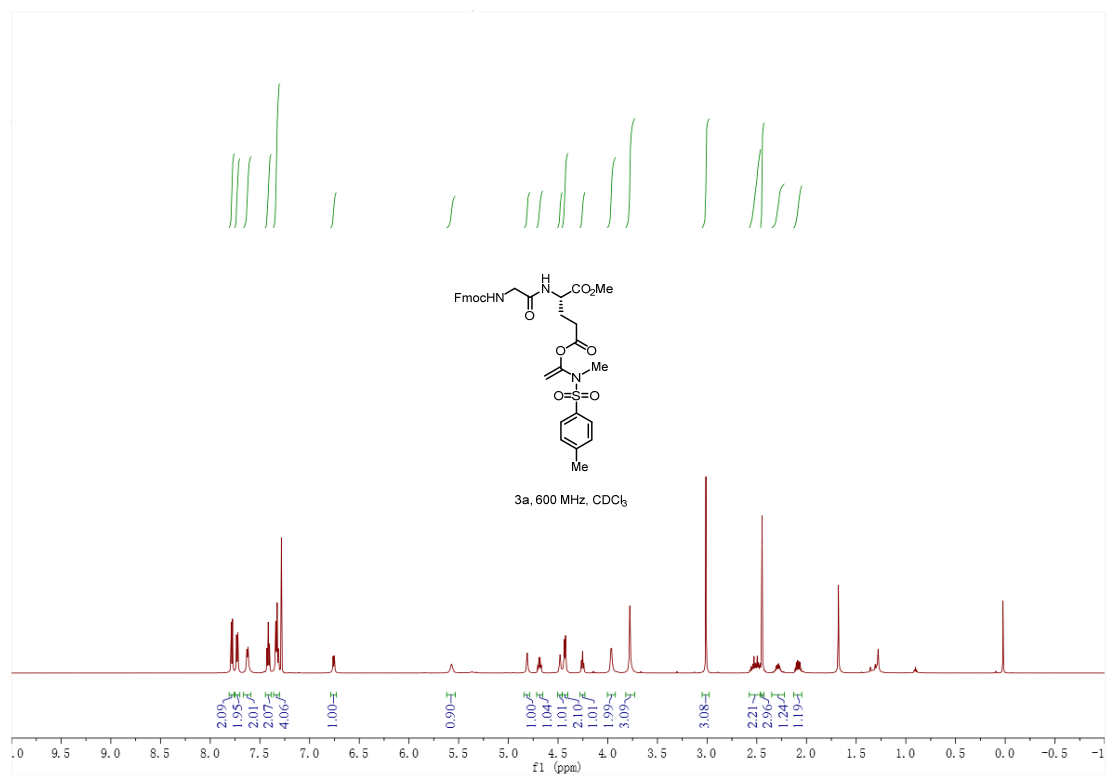 H
N
CO2Me
FmocHN
O
O
O
Me
N
O=S=O
Me
3a, 600 MHz, CDCl3
2.09
1.95
2.01
2.07
4.06
1.00
0.90
1.00
1.04
1.01
2.10
1.01
1.99
3.09
3.08
2.21
2.96
1.24
1.19
.0 9.5 9.0 8.5 8.0 7.5 7.0 6.5 6.0 5.5 5.0 4.5 4.0 3.5 3.0 2.5 2.0 1.5 1.0 0.5 0.0 -0.5 -1
f1 (ppm)